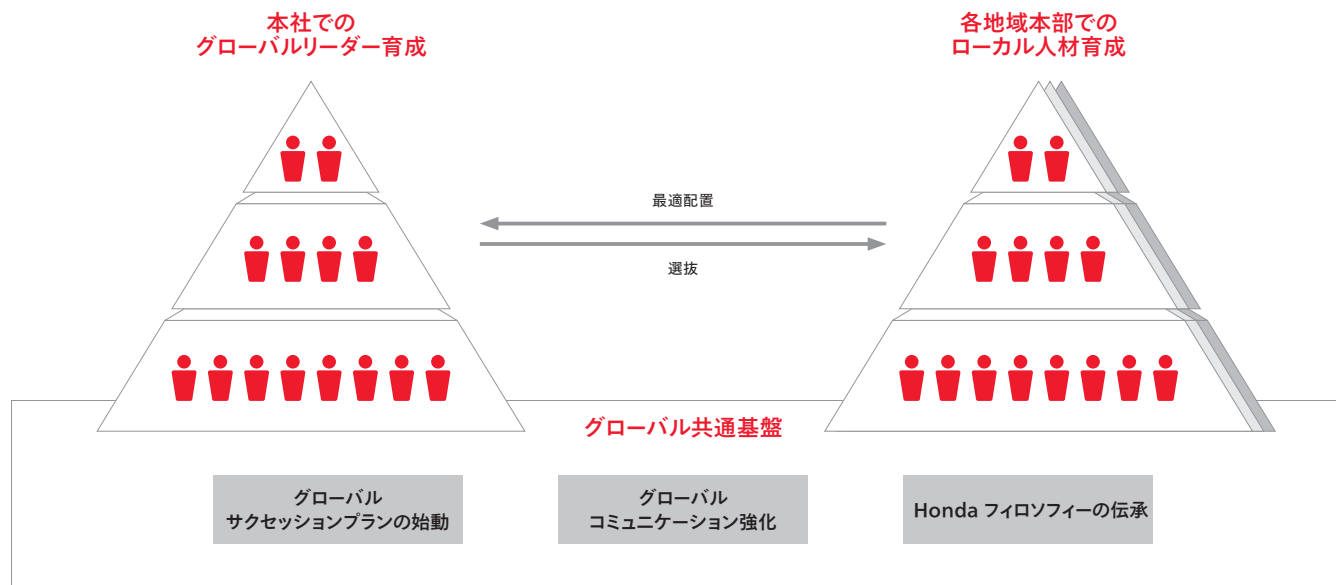 本社での
グローバルリーダー育成
各地域本部での
ローカル人材育成
最適配置
選抜
グローバル共通基盤
グローバル
サクセッションプランの始動
グローバル
コミュニケーション強化
Honda フィロソフィーの伝承